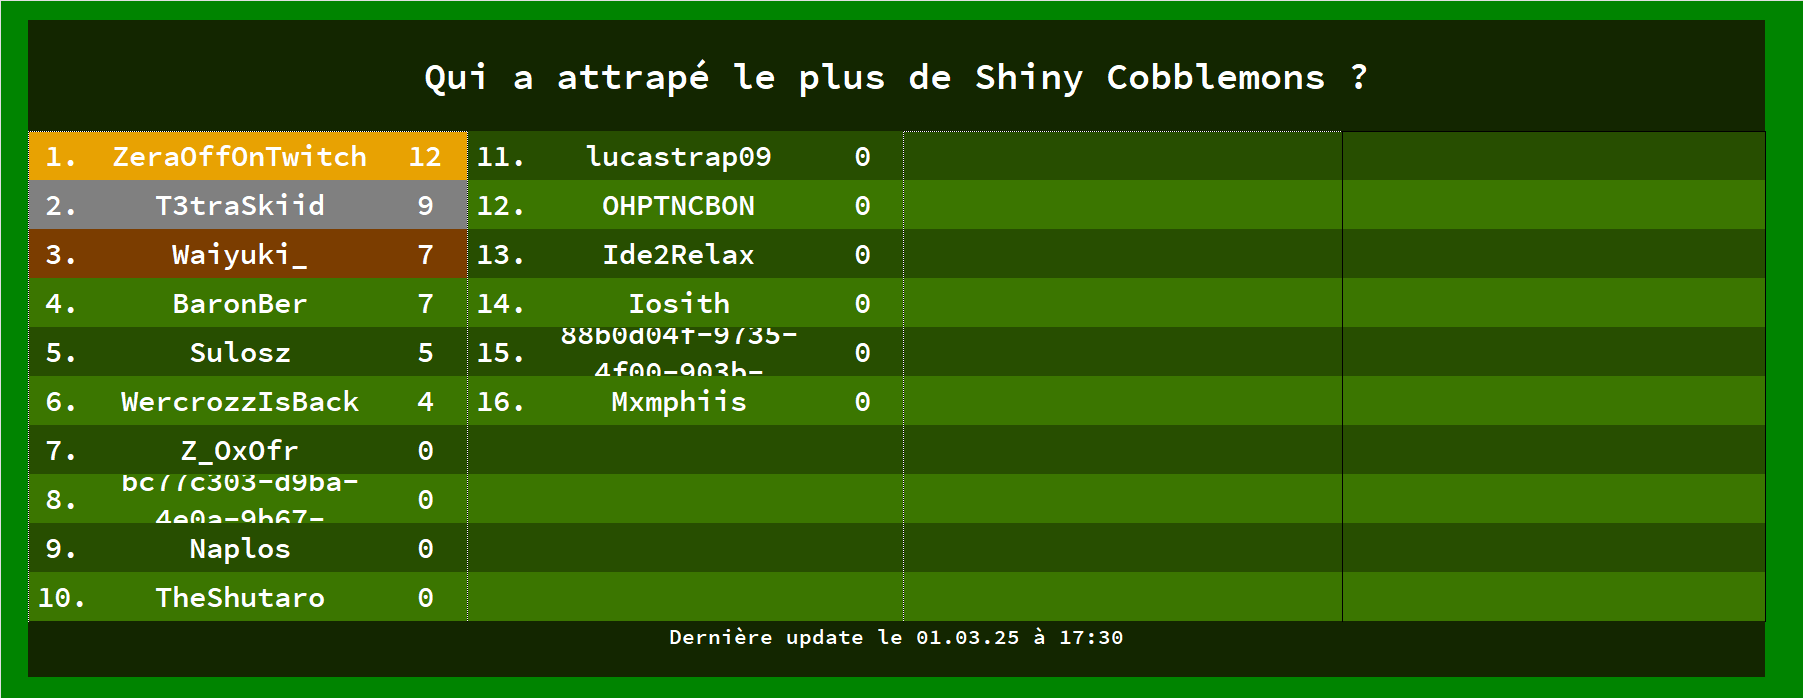 Qui a attrapé le plus de Shiny Cobblemons ?
1. ZeraOffOnTwitch 12
2. T3traSkiid 9
3. Waiyuki_ 7
4. BaronBer 7
5. Sulosz 5
6. WercrozzIsBack 4
7. Z_OxOfr 0
8. bc77c303-d9ba-
4e0a-9b67- 0
9. Naplos 0
10. TheShutaro 0
11. lucastrap09 0
12. OHPTNCBON 0
13. Ide2Relax 0
14. Iosith 0
15. 88b0d04f-9735-
4f00-903b- 0
16. Mxmphiis 0
Dernière update le 01.03.25 à 17:30